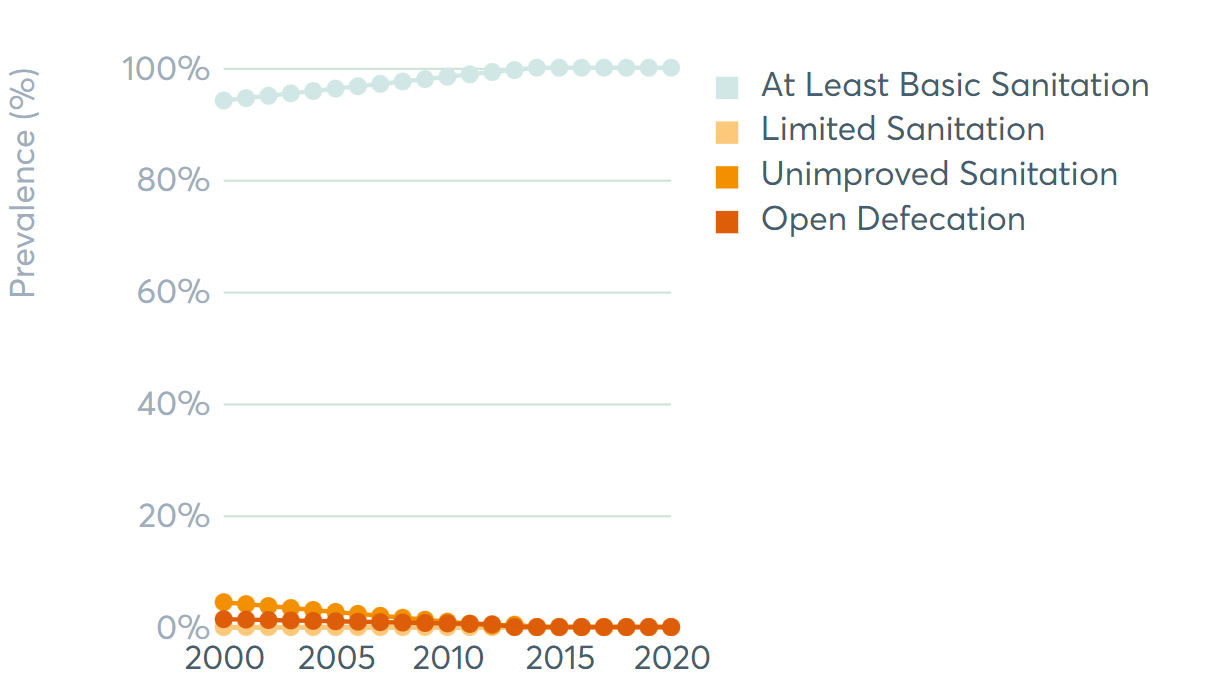 Prevalence (%)
100%
80%
60%
40%
20%
0%
2000 2005 2010 2015 2020
At Least Basic Sanitation
Limited Sanitation
Unimproved Sanitation
Open Defecation